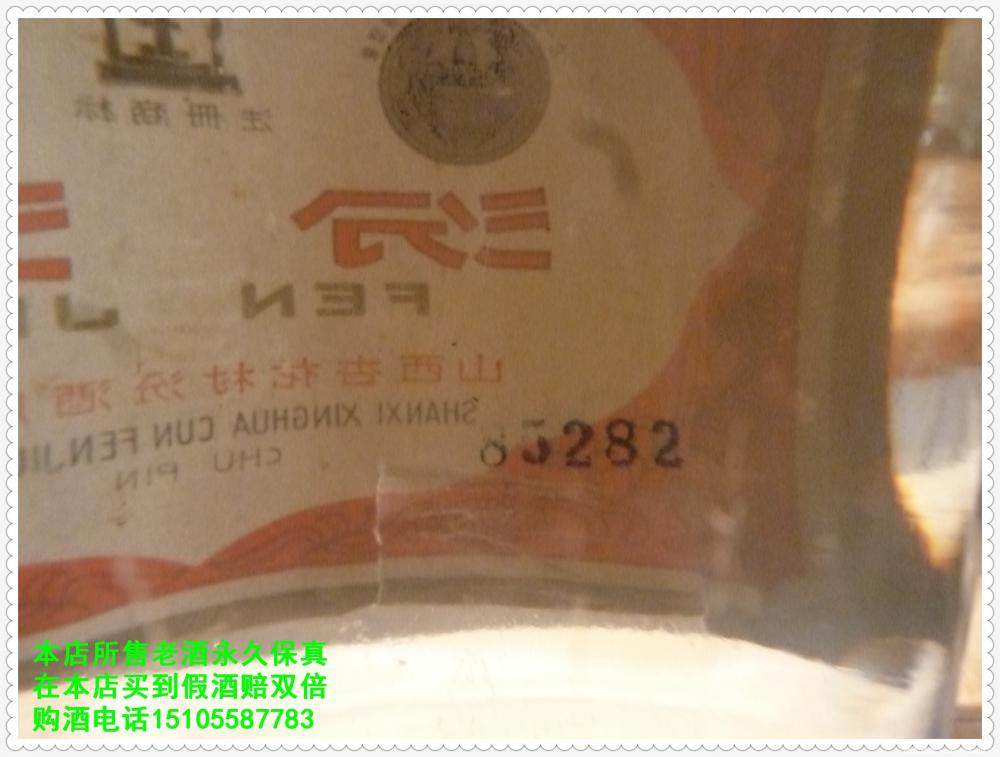 注册商标
汾
FEN J
山西杏花村汾酒
SHANXI XINGHUA CUN FENJIU
CHU PIN
85282
本店所售老酒永久保真
在本店买到假酒赔双倍
购酒电话15105587783